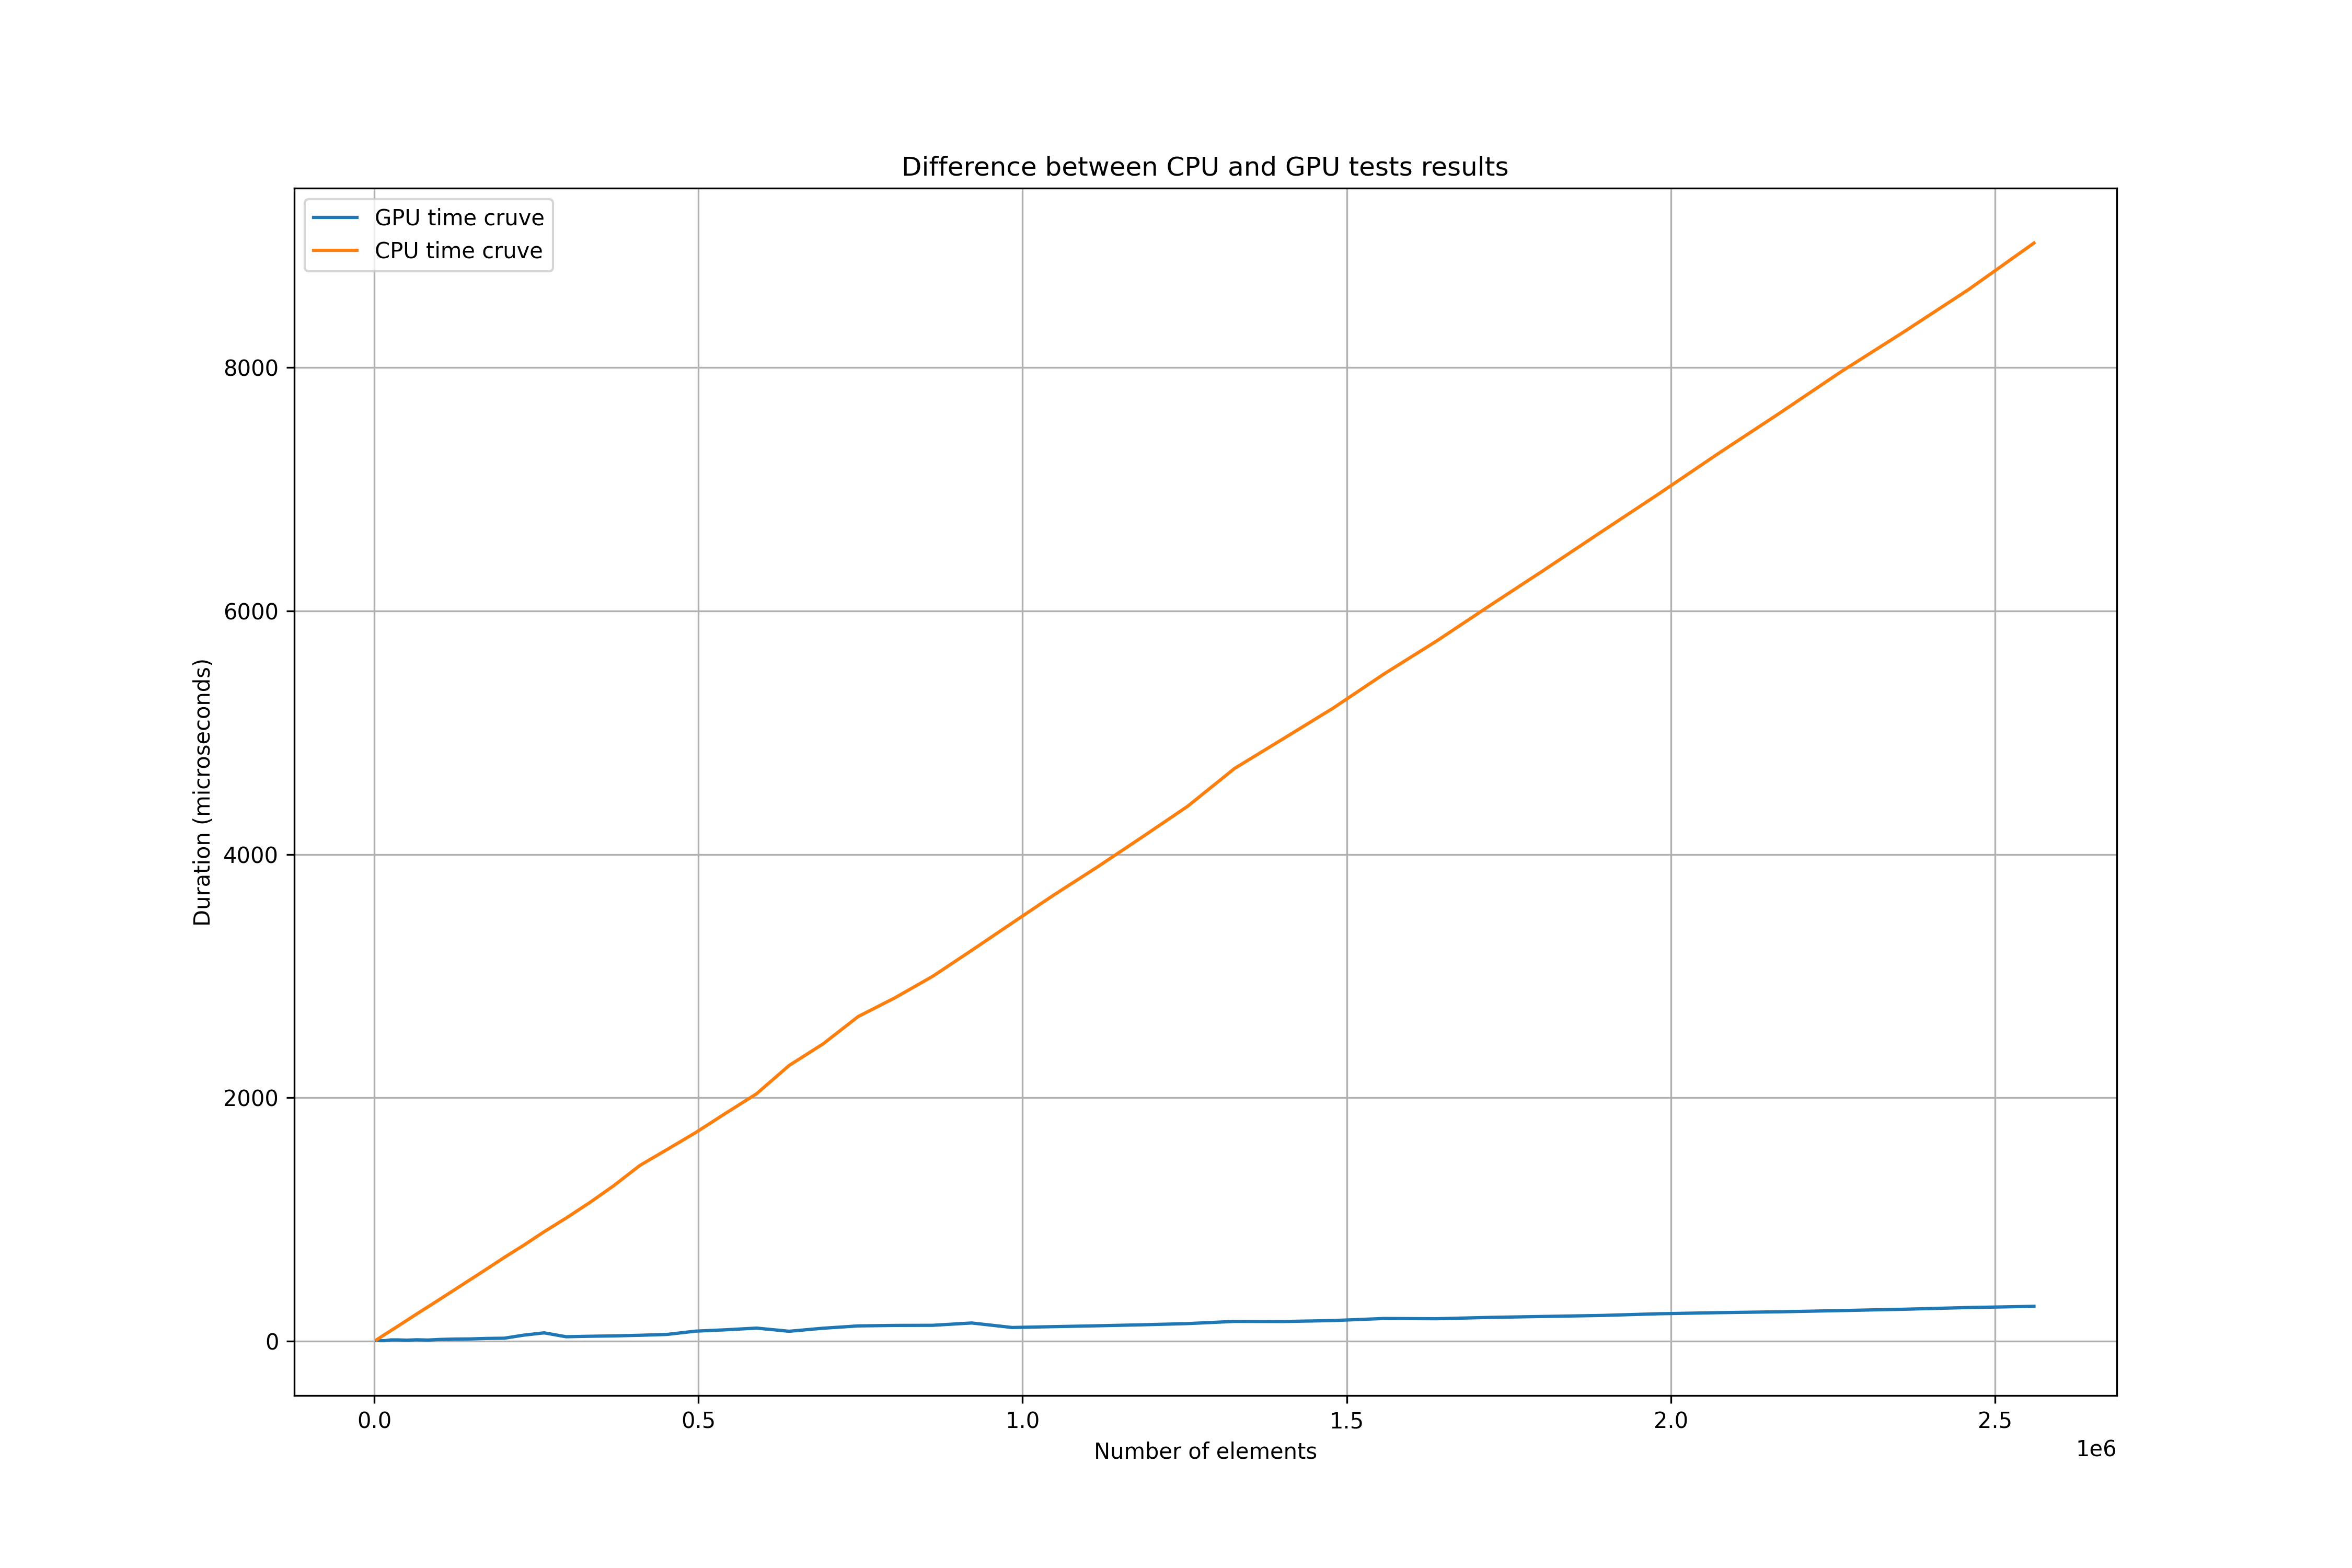 Difference between CPU and GPU tests results
GPU time cruve
CPU time cruve
8000
6000
4000
2000
0
Duration (microseconds)
0.0 0.5 1.0 1.5 2.0 2.5
1e6
Number of elements